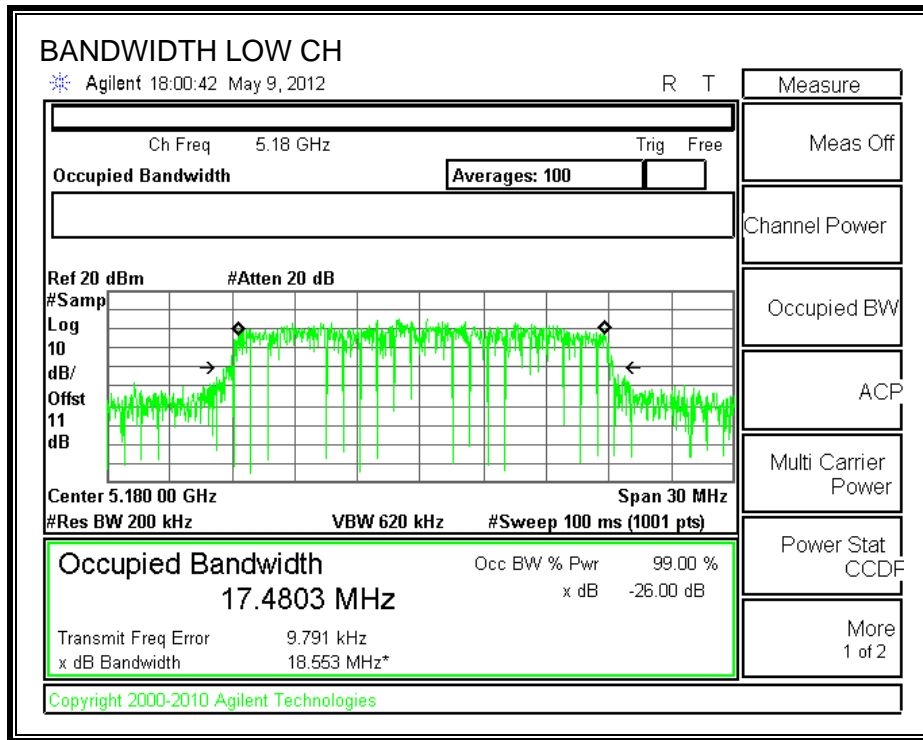 BANDWIDTH LOW CH
Agilent 18:00:42 May 9, 2012 R T
Measure
Ch Freq 5.18 GHz Trig Free
Meas Off
Occupied Bandwidth Averages: 100
Channel Power
Ref 20 dBm #Atten 20 dB
#Samp
Log
10
dB/
Offst
11
dB
Occupied BW
ACP
Multi Carrier
Power
Center 5.180 00 GHz Span 30 MHz
#Res BW 200 kHz VBW 620 kHz #Sweep 100 ms (1001 pts)
Power Stat
CCDF
Occupied Bandwidth Occ BW % Pwr 99.00 %
17.4803 MHz x dB -26.00 dB
Transmit Freq Error 9.791 kHz
x dB Bandwidth 18.553 MHz*
More
1 of 2
Copyright 2000-2010 Agilent Technologies